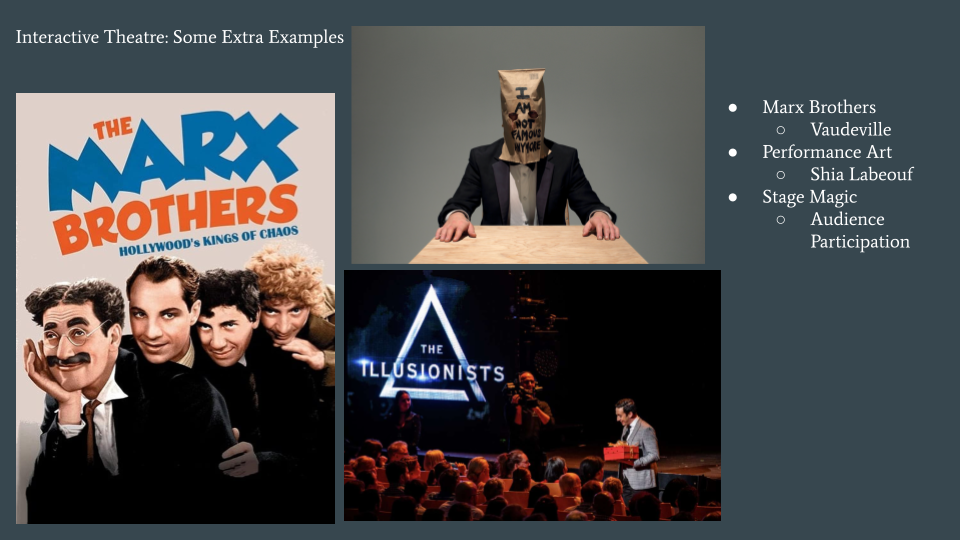 Interactive Theatre: Some Extra Examples
THE
MARX
BROTHERS
HOLLYWOOD's KINGS OF CHAOS
I
AM
NOT
FAMOUS
ANYMORE
THE
ILLUSIONISTS
● Marx Brothers
○ Vaudeville
● Performance Art
○ Shia Labeouf
● Stage Magic
○ Audience
Participation